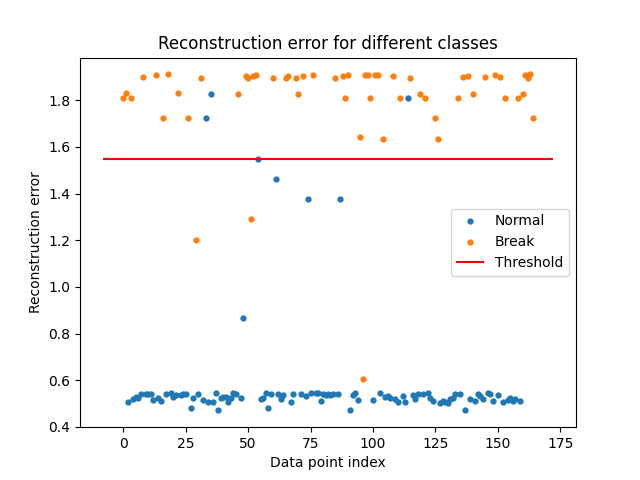 Reconstruction error for different classes
Reconstruction error
1.8
1.6
1.4
1.2
1.0
0.8
0.6
0.4
Normal
Break
Threshold
0 25 50 75 100 125 150 175
Data point index